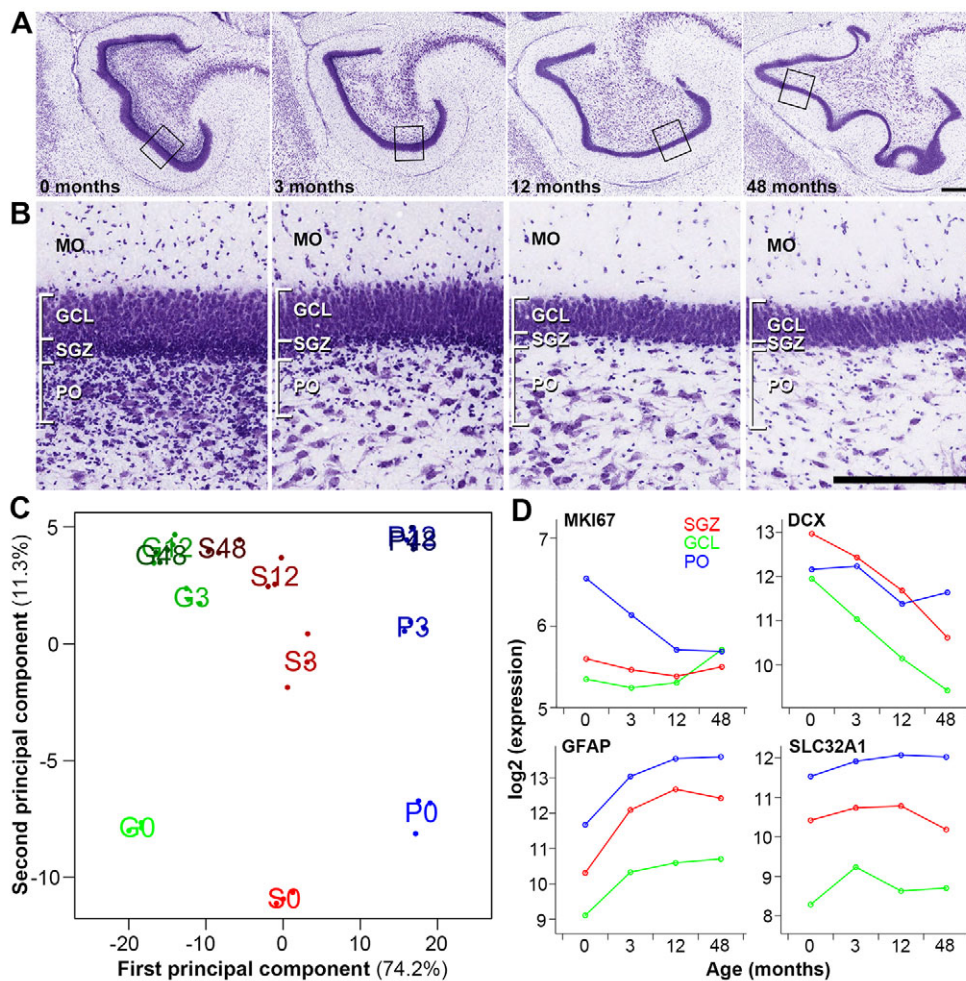 A
0 months
3 months
12 months
48 months
B
MO
GCL
SGZ
PO
MO
GCL
SGZ
PO
MO
GCL
SGZ
PO
MO
GCL
SGZ
PO
C
Second principal component (11.3%)
5
0
-5
-10
G48
S48
S12
G3
S3
P3
G0
P0
S0
-20
-10
0
10
20
First principal component (74.2%)
D
log2 (expression)
MKI67
SGZ
GCL
PO
7
6
5
0 3 12 48
DCX
13
12
11
10
0 3 12 48
GFAP
13
12
11
10
9
0 3 12 48
SLC32A1
12
11
10
9
8
0 3 12 48
Age (months)